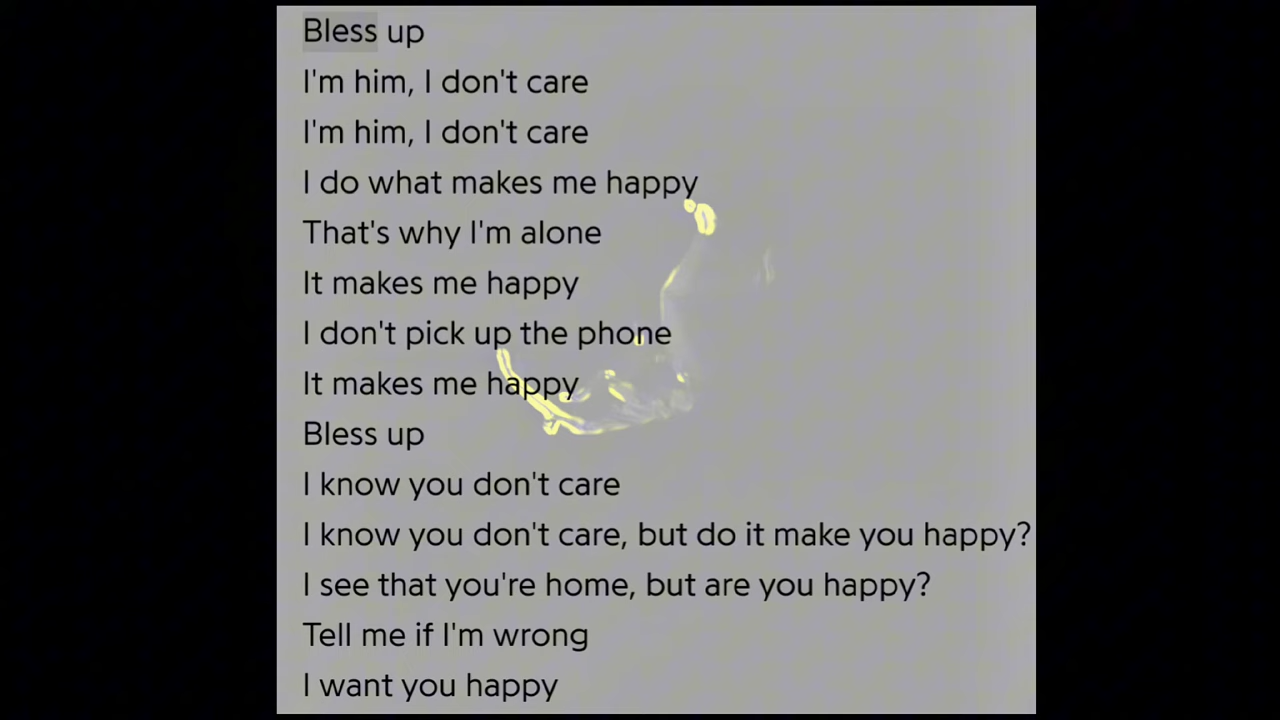 Bless up
I'm him, I don't care
I'm him, I don't care
I do what makes me happy
That's why I'm alone
It makes me happy
I don't pick up the phone
It makes me happy
Bless up
I know you don't care
I know you don't care, but do it make you happy?
I see that you're home, but are you happy?
Tell me if I'm wrong
I want you happy